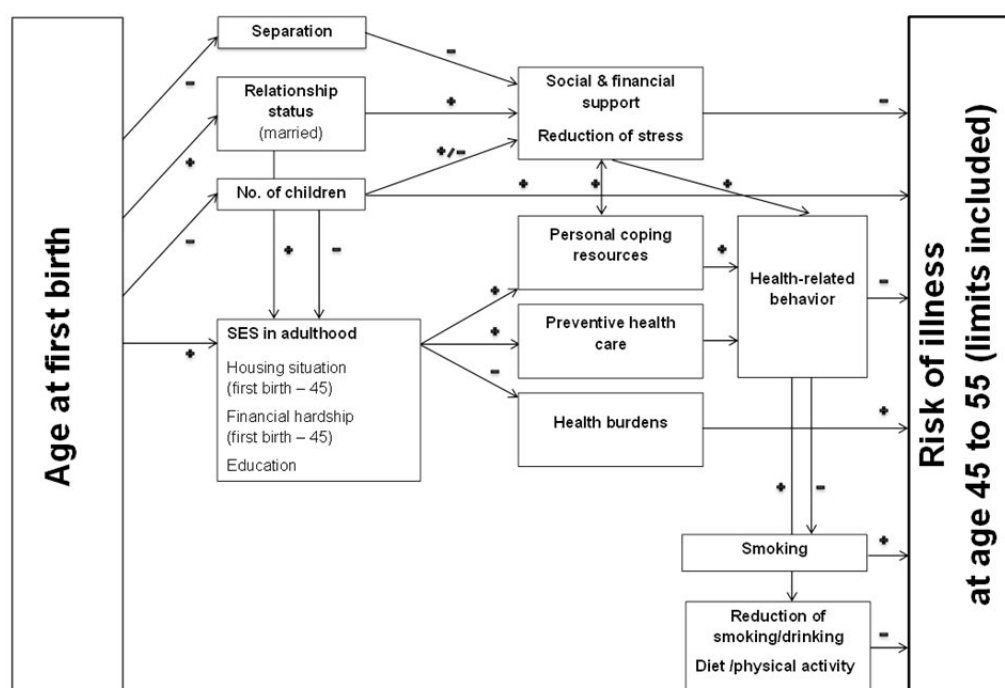 Age at first birth
Separation
Relationship
status
(married)
No. of children
SES in adulthood
Housing situation
(first birth – 45)
Financial hardship
(first birth – 45)
Education
Social & financial
support
Reduction of stress
Personal coping
resources
Preventive health
care
Health burdens
Health-related
behavior
Smoking
Reduction of
smoking/drinking
Diet /physical activity
Risk of illness
at age 45 to 55 (limits included)
-
+
-
+
-
+
+/-
+
-
+
+
-
+
+
+
+
+
-
-
-
+
-
+
+
-